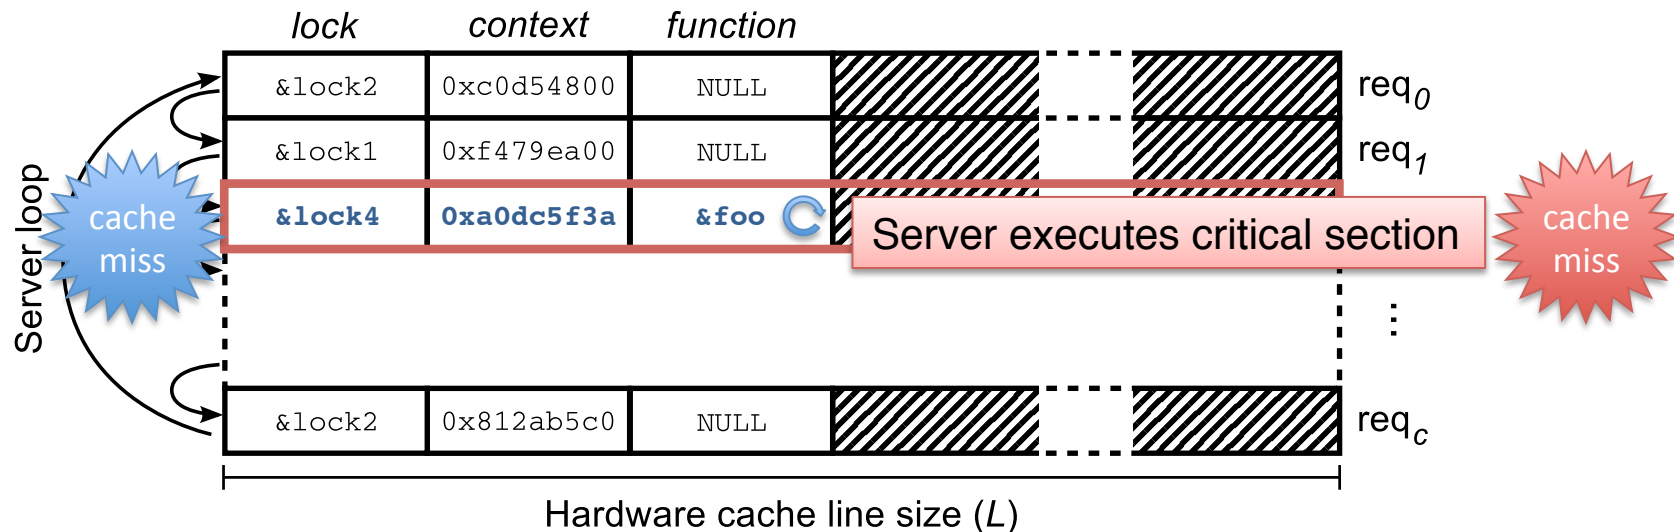 lock context function
&lock2 0xc0d54800 NULL req0
&lock1 0xf479ea00 NULL req1
Server loop
cache miss
&lock4 0xa0dc5f3a &foo
Server executes critical section
cache miss
...
&lock2 0x812ab5c0 NULL reqc
Hardware cache line size (L)